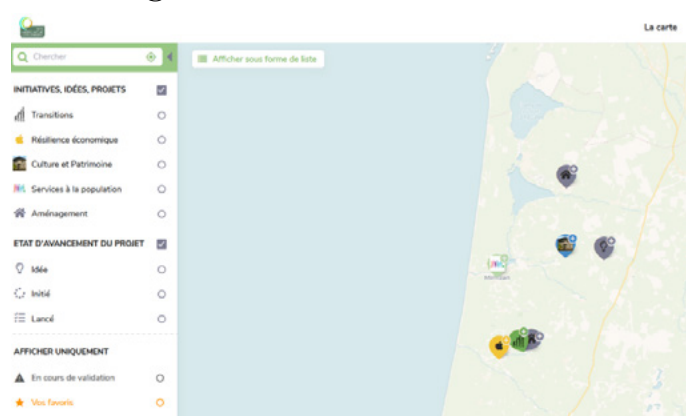 La carte
Chercher
Afficher sous forme de liste
INITIATIVES, IDÉES, PROJETS
Transitions
Résilience économique
Culture et Patrimoine
Services à la population
Aménagement
ETAT D'AVANCEMENT DU PROJET
Idée
Initié
Lancé
AFFICHER UNIQUEMENT
En cours de validation
Vos favoris